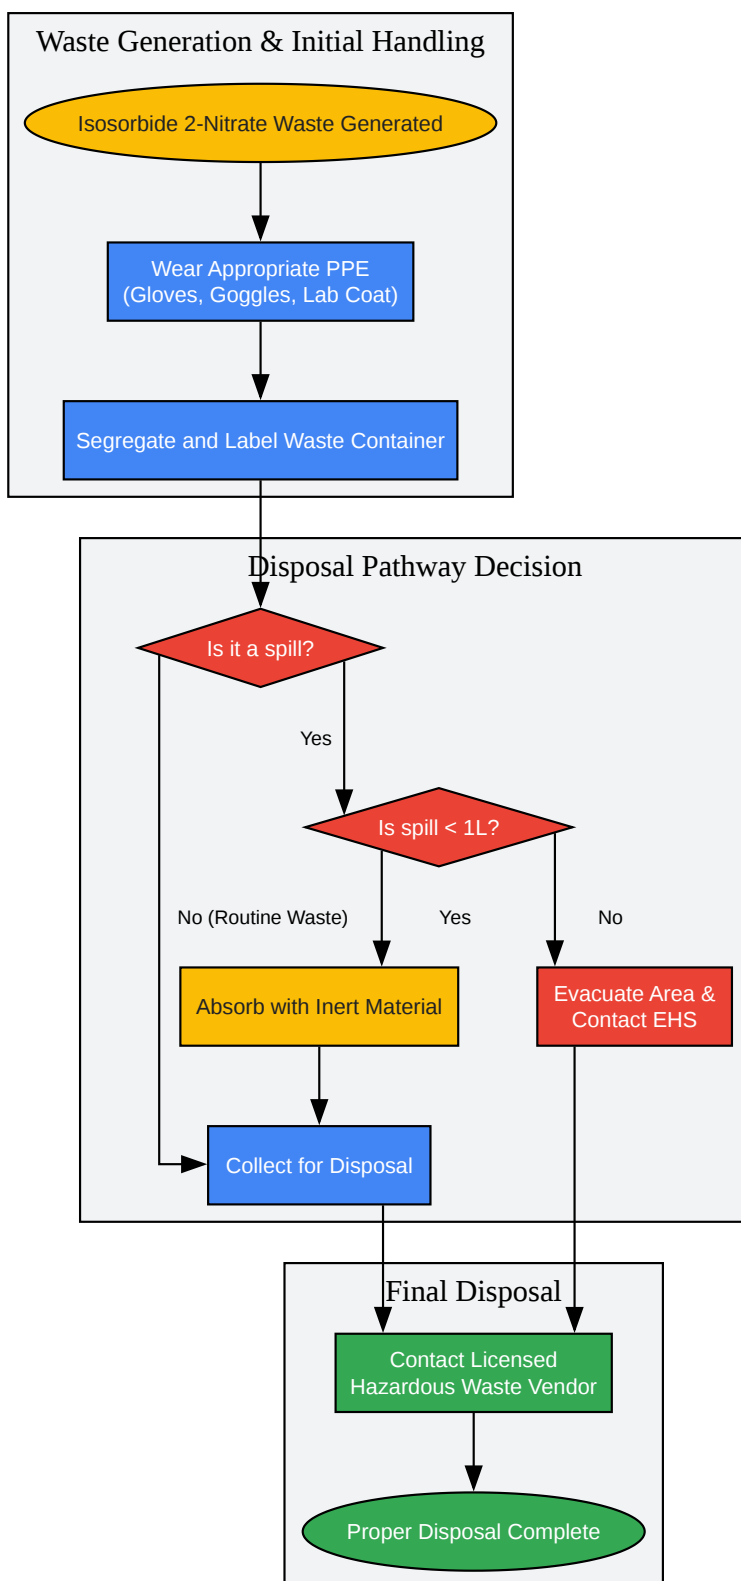 Waste Generation & Initial Handling
Isosorbide 2-Nitrate Waste Generated
Wear Appropriate PPE
(Gloves, Goggles, Lab Coat)
Segregate and Label Waste Container
Disposal Pathway Decision
Is it a spill?
Yes
Is spill < 1L?
No (Routine Waste)
Yes
No
Absorb with Inert Material
Evacuate Area &
Contact EHS
Collect for Disposal
Final Disposal
Contact Licensed
Hazardous Waste Vendor
Proper Disposal Complete